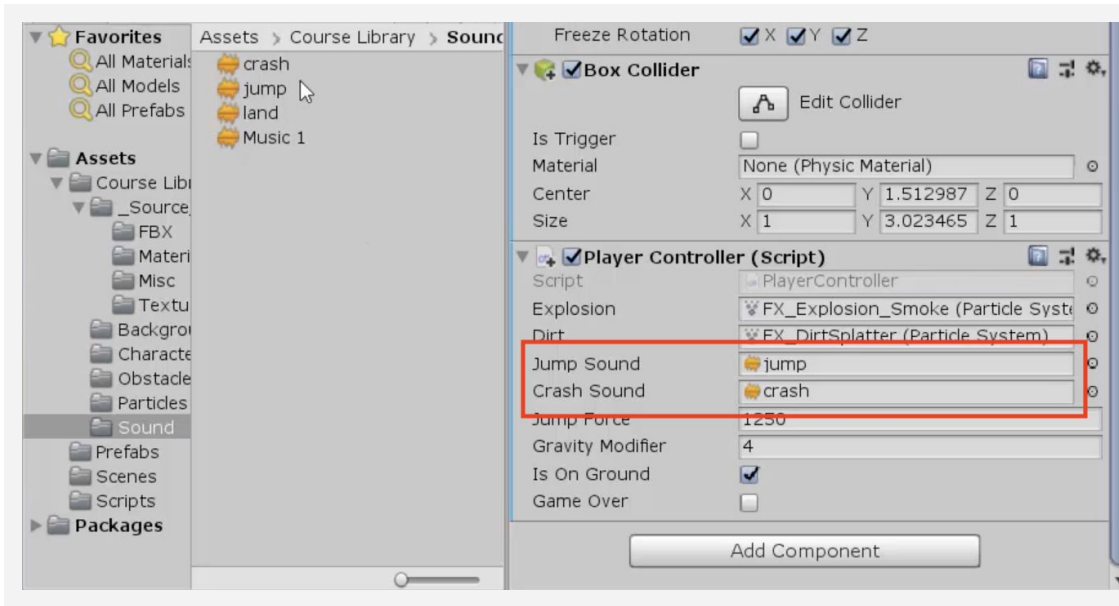 Favorites
All Materials
All Models
All Prefabs
Assets
Course Libr
_Source_
FBX
Materi
Misc
Textu
Backgrou
Characte
Obstacle
Particles
Sound
Prefabs
Scenes
Scripts
Packages
Assets > Course Library > Sound
crash
jump
land
Music 1
Freeze Rotation X Y Z
Box Collider
Edit Collider
Is Trigger
Material None (Physic Material)
Center X 0 Y 1.512987 Z 0
Size X 1 Y 3.023465 Z 1
Player Controller (Script)
Script PlayerController
Explosion FX_Explosion_Smoke (Particle Syste
Dirt FX_DirtSplatter (Particle System)
Jump Sound jump
Crash Sound crash
Jump Force 1250
Gravity Modifier 4
Is On Ground
Game Over
Add Component